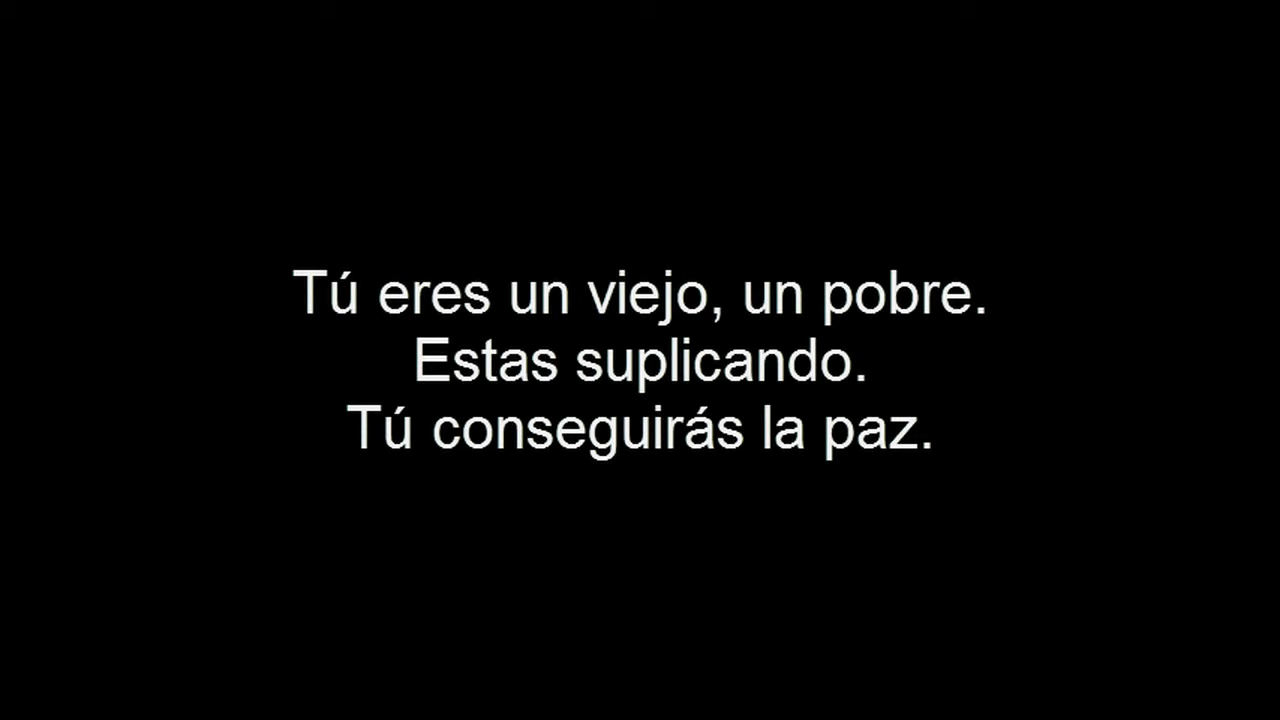 Tú eres un viejo, un pobre.
Estas suplicando.
Tú conseguirás la paz.